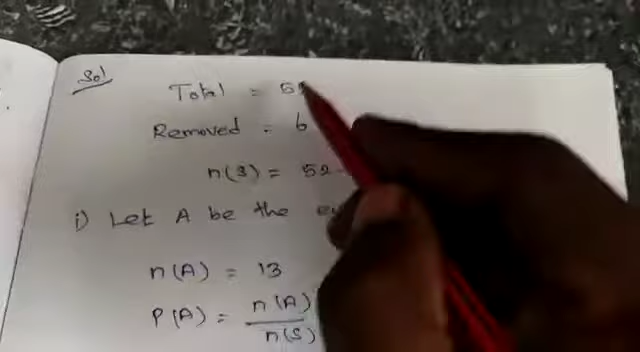 Sol
Total = 5
Removed = 6
n(S) = 52-
i) Let A be the
n(A) = 13
P(A) = n(A)
n(S)